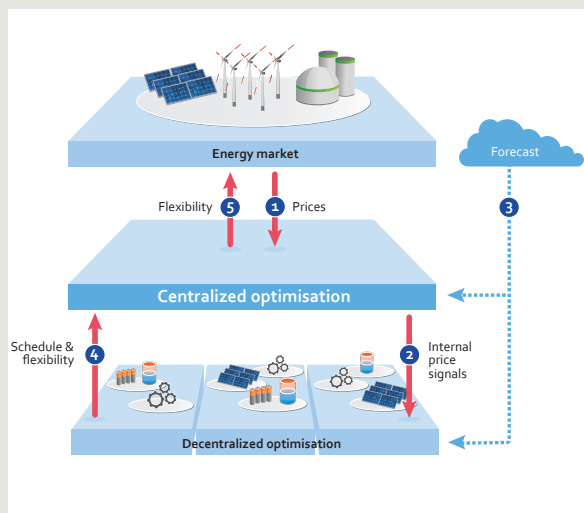 Energy market
Forecast
Flexibility 5
1 Prices
3
Centralized optimisation
Schedule &
flexibility
4
2
Internal
price
signals
Decentralized optimisation